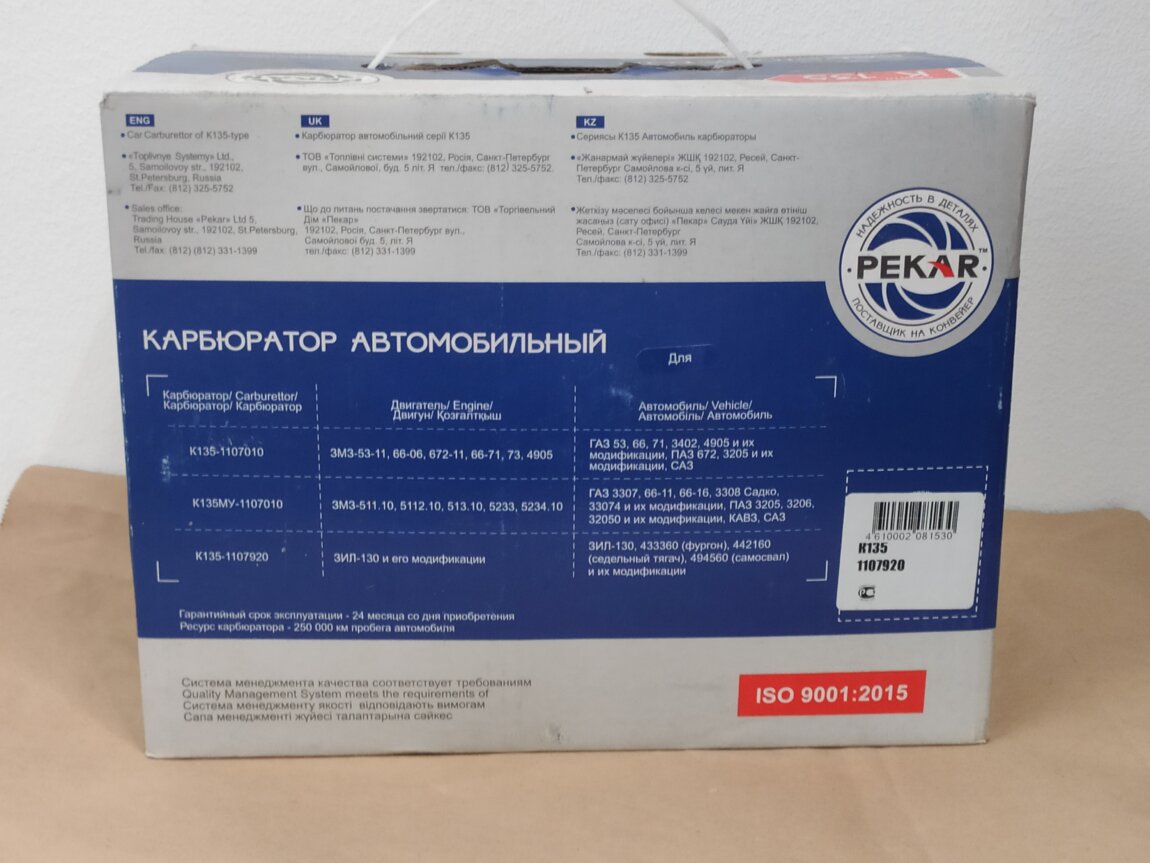 К-135
ENG
• Car Carburettor of K135-type
• «Toplivnye Systemy» Ltd.,
5, Samoilovoy str., 192102,
St.Petersburg, Russia
Tel./Fax: (812) 325-5752
• Sales office:
Trading House «Pekar» Ltd 5,
Samoilovoy str., 192102, St.Petersburg,
Russia
Tel./fax: (812) (812) 331-1399
UK
• Карбюратор автомобільний серії К135
• ТОВ «Топлівні системи» 192102, Росія, Санкт-Петербург
вул., Самойлової, буд. 5 літ. Я тел./факс: (812) 325-5752.
• Що до питань постачання звертатися: ТОВ «Торгівельний
Дім «Пекар»
192102, Росія, Санкт-Петербург вул.,
Самойлової буд. 5, літ. Я
тел./факс: (812) 331-1399
KZ
• Сериясы К135 Автомобиль карбюраторы
• «Жанармай жүйелері» ЖШҚ 192102, Ресей, Санкт-
Петербург Самойлова к-сі, 5 уй, лит. Я
Тел./факс: (812) 325-5752
• Жеткізу мәселесі бойынша келесі мекен жайға өтініш
жасаңыз (сату офисі) «Пекар» Сауда Үйі» ЖШҚ 192102,
Ресей, Санкт-Петербург
Самойлова к-сі, 5 уй, лит. Я
Тел./факс: (812) 331-1399
НАДЕЖНОСТЬ В ДЕТАЛЯХ
PEKAR™
ПОСТАВЩИК НА КОНВЕЙЕР
КАРБЮРАТОР АВТОМОБИЛЬНЫЙ
Для
Карбюратор/ Carburettor/
Карбюратор/ Карбюратор
Двигатель/ Engine/
Двигун/ Қозғалтқыш
Автомобиль/ Vehicle/
Автомобіль/ Автомобиль
К135-1107010
ЗМЗ-53-11, 66-06, 672-11, 66-71, 73, 4905
ГАЗ 53, 66, 71, 3402, 4905 и их
модификации, ПАЗ 672, 3205 и их
модификации, САЗ
К135МУ-1107010
ЗМЗ-511.10, 5112.10, 513.10, 5233, 5234.10
ГАЗ 3307, 66-11, 66-16, 3308 Садко,
33074 и их модификации, ПАЗ 3205, 3206,
32050 и их модификации, КАВЗ, САЗ
К135-1107920
ЗИЛ-130 и его модификации
ЗИЛ-130, 433360 (фургон), 442160
(седельный тягач), 494560 (самосвал)
и их модификации
4 610002 081530
К135
1107920
Гарантийный срок эксплуатации - 24 месяца со дня приобретения
Ресурс карбюратора - 250 000 км пробега автомобиля
Система менеджмента качества соответствует требованиям
Quality Management System meets the requirements of
Система менеджменту якості відповідають вимогам
Сапа менеджменті жүйесі талаптарына сәйкес
ISO 9001:2015